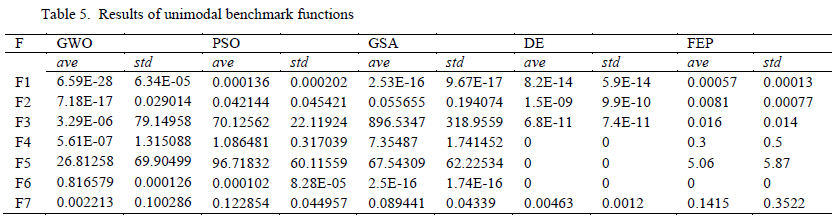 Table 5.  Results of unimodal benchmark functions
F GWO PSO GSA DE FEP
ave std ave std ave std ave std ave std
F1 6.59E-28 6.34E-05 0.000136 0.000202 2.53E-16 9.67E-17 8.2E-14 5.9E-14 0.00057 0.00013
F2 7.18E-17 0.029014 0.042144 0.045421 0.055655 0.194074 1.5E-09 9.9E-10 0.0081 0.00077
F3 3.29E-06 79.14958 70.12562 22.11924 896.5347 318.9559 6.8E-11 7.4E-11 0.016 0.014
F4 5.61E-07 1.315088 1.086481 0.317039 7.35487 1.741452 0 0 0.3 0.5
F5 26.81258 69.90499 96.71832 60.11559 67.54309 62.22534 0 0 5.06 5.87
F6 0.816579 0.000126 0.000102 8.28E-05 2.5E-16 1.74E-16 0 0 0 0
F7 0.002213 0.100286 0.122854 0.044957 0.089441 0.04339 0.00463 0.0012 0.1415 0.3522